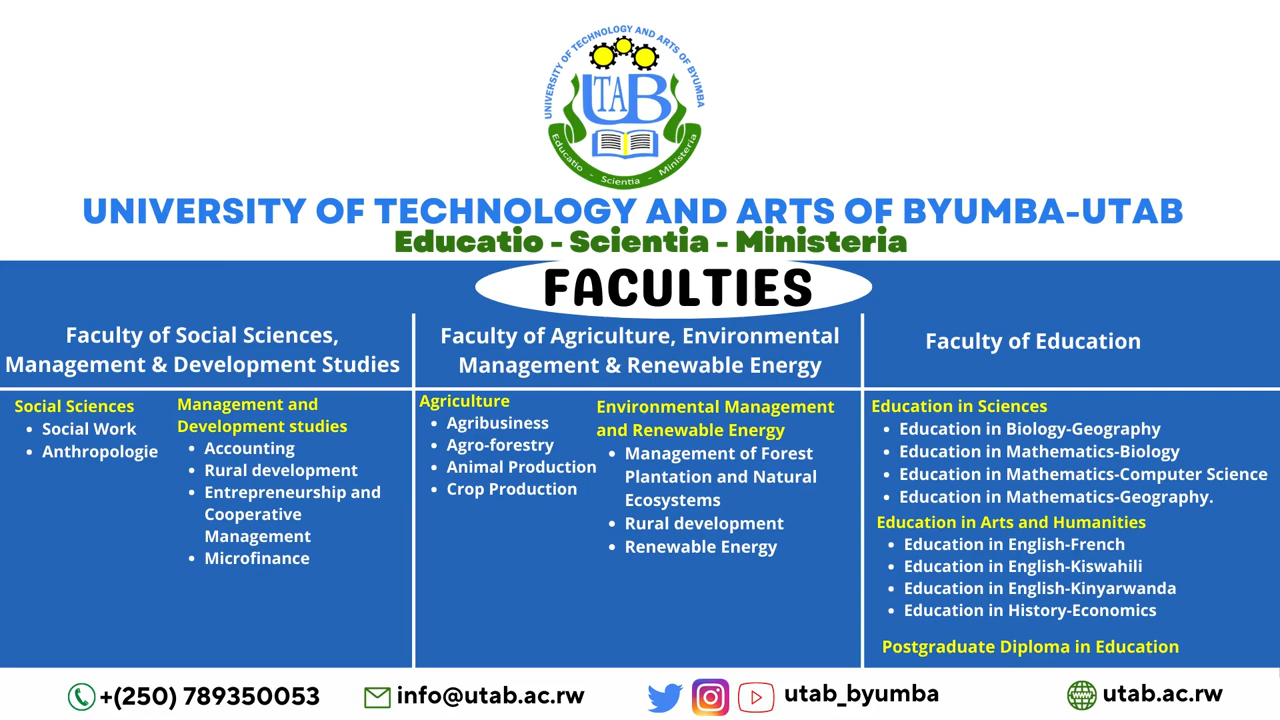 UNIVERSITY OF TECHNOLOGY AND ARTS OF BYUMBA
UTAB
Educatio - Scientia - Ministeria
UNIVERSITY OF TECHNOLOGY AND ARTS OF BYUMBA-UTAB
Educatio - Scientia - Ministeria
FACULTIES
Faculty of Social Sciences,
Management & Development Studies
Social Sciences
• Social Work
• Anthropologie
Management and
Development studies
• Accounting
• Rural development
• Entrepreneurship and
Cooperative
Management
• Microfinance
Faculty of Agriculture, Environmental
Management & Renewable Energy
Agriculture
• Agribusiness
• Agro-forestry
• Animal Production
• Crop Production
Environmental Management
and Renewable Energy
• Management of Forest
Plantation and Natural
Ecosystems
• Rural development
• Renewable Energy
Faculty of Education
Education in Sciences
• Education in Biology-Geography
• Education in Mathematics-Biology
• Education in Mathematics-Computer Science
• Education in Mathematics-Geography.
Education in Arts and Humanities
• Education in English-French
• Education in English-Kiswahili
• Education in English-Kinyarwanda
• Education in History-Economics
Postgraduate Diploma in Education
+(250) 789350053
info@utab.ac.rw
utab_byumba
utab.ac.rw